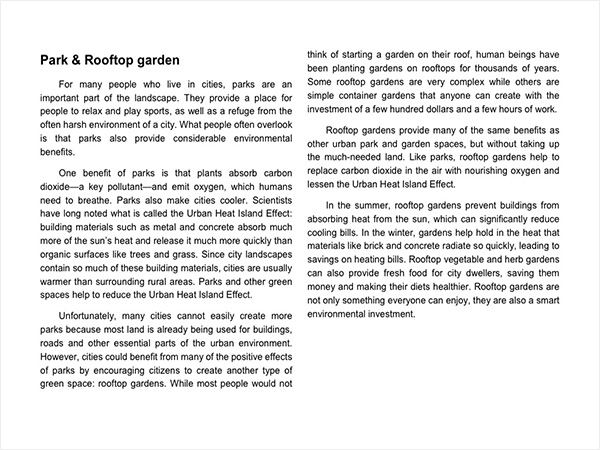 Park & Rooftop garden
For many people who live in cities, parks are an
important part of the landscape. They provide a place for
people to relax and play sports, as well as a refuge from the
often harsh environment of a city. What people often overlook
is that parks also provide considerable environmental
benefits.
One benefit of parks is that plants absorb carbon
dioxide—a key pollutant—and emit oxygen, which humans
need to breathe. Parks also make cities cooler. Scientists
have long noted what is called the Urban Heat Island Effect:
building materials such as metal and concrete absorb much
more of the sun's heat and release it much more quickly than
organic surfaces like trees and grass. Since city landscapes
contain so much of these building materials, cities are usually
warmer than surrounding rural areas. Parks and other green
spaces help to reduce the Urban Heat Island Effect.
Unfortunately, many cities cannot easily create more
parks because most land is already being used for buildings,
roads and other essential parts of the urban environment.
However, cities could benefit from many of the positive effects
of parks by encouraging citizens to create another type of
green space: rooftop gardens. While most people would not
think of starting a garden on their roof, human beings have
been planting gardens on rooftops for thousands of years.
Some rooftop gardens are very complex while others are
simple container gardens that anyone can create with the
investment of a few hundred dollars and a few hours of work.
Rooftop gardens provide many of the same benefits as
other urban park and garden spaces, but without taking up
the much-needed land. Like parks, rooftop gardens help to
replace carbon dioxide in the air with nourishing oxygen and
lessen the Urban Heat Island Effect.
In the summer, rooftop gardens prevent buildings from
absorbing heat from the sun, which can significantly reduce
cooling bills. In the winter, gardens help hold in the heat that
materials like brick and concrete radiate so quickly, leading to
savings on heating bills. Rooftop vegetable and herb gardens
can also provide fresh food for city dwellers, saving them
money and making their diets healthier. Rooftop gardens are
not only something everyone can enjoy, they are also a smart
environmental investment.